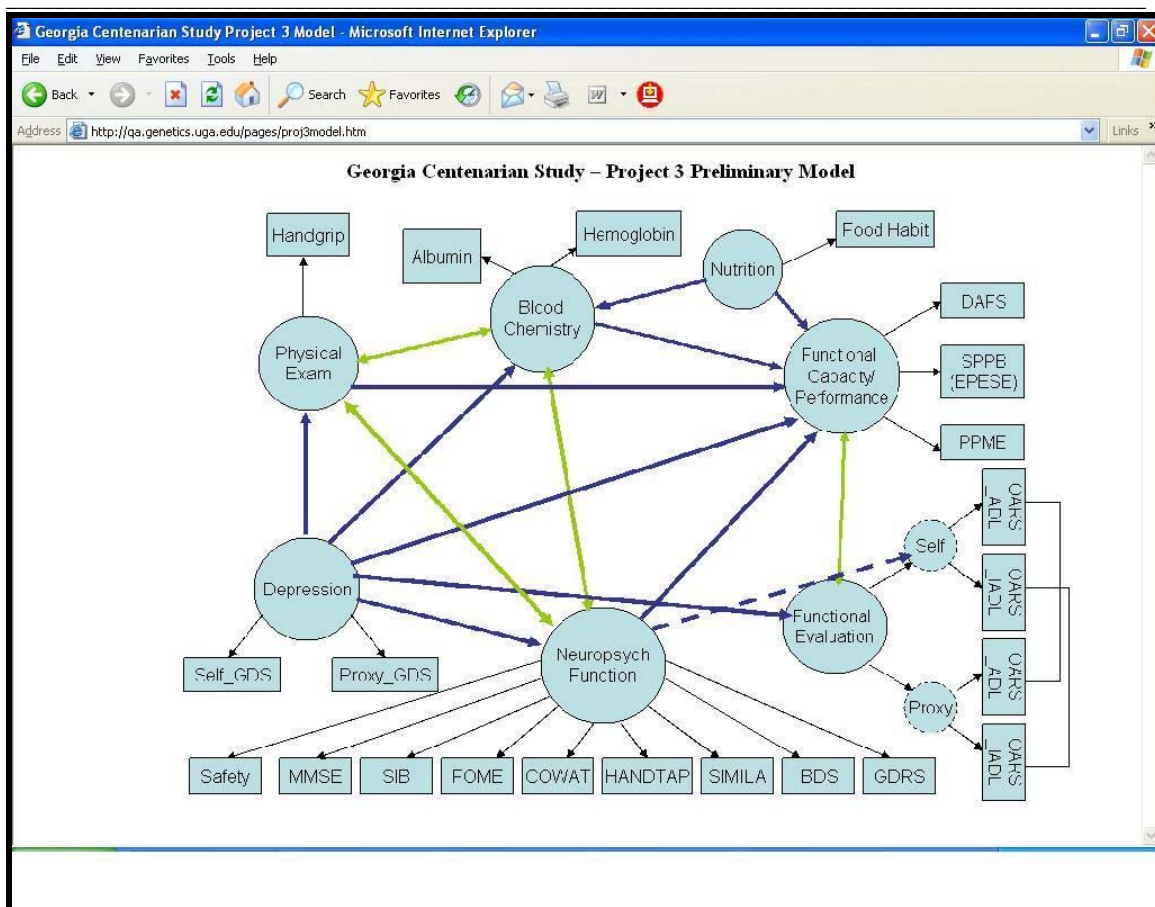 Georgia Centenarian Study Project 3 Model - Microsoft Internet Explorer
File Edit View Favorites Tools Help
Back Search Favorites
Address http://qa.genetics.uga.edu/pages/proj3model.htm Links »
Georgia Centenarian Study – Project 3 Preliminary Model
Handgrip
Albumin
Hemoglobin
Food Habit
Nutrition
Blood
Chemistry
DAFS
Physical
Exam
Functional
Capacity/
Performance
SPPB
(EPESE)
PPME
OARS
_ADL
Self
OARS
_IADL
Depression
Functional
Evaluation
Neuropsych
Function
Self_GDS
Proxy_GDS
OARS
_ADL
Proxy
OARS
_IADL
Safety
MMSE
SIB
FOME
COWAT
HANDTAP
SIMILA
BDS
GDRS